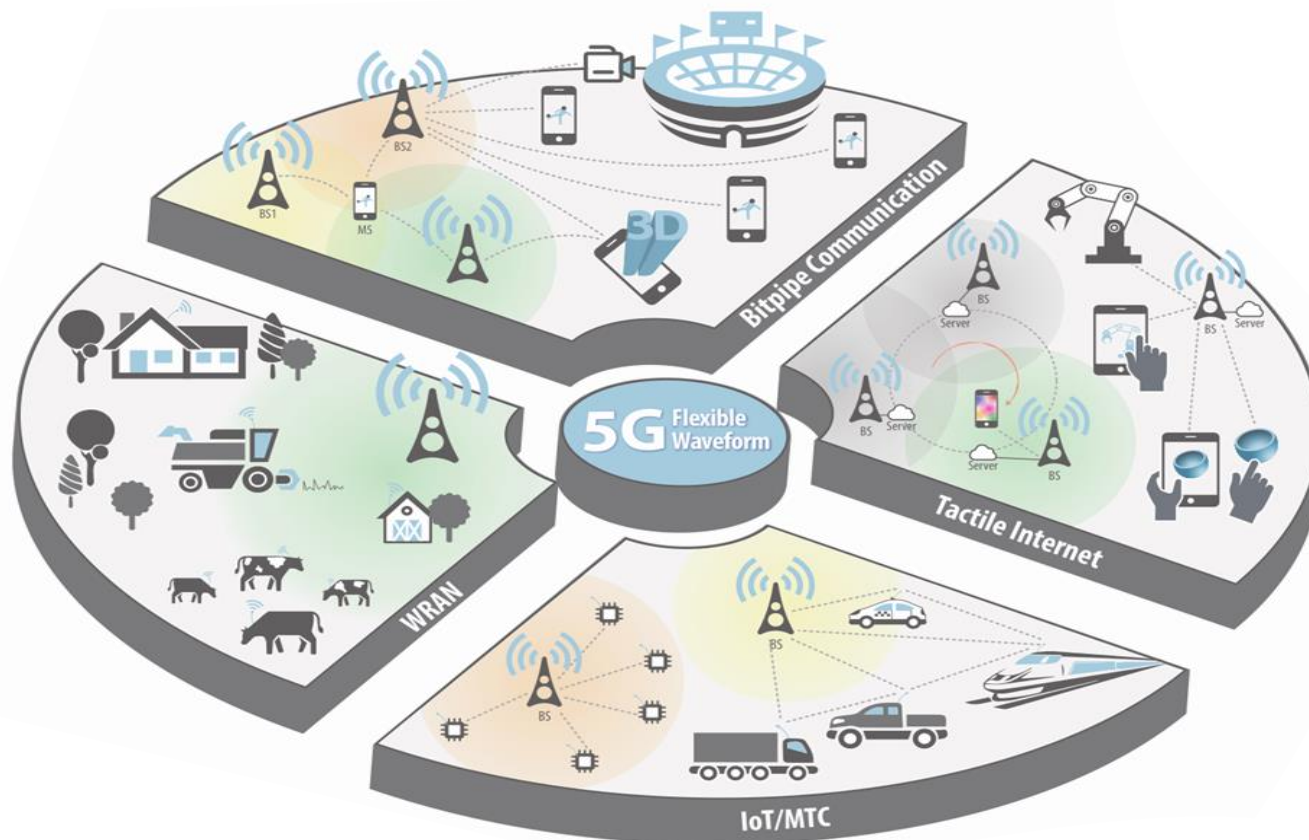 BS2
BS1
MS
3D
Bitpipe Communication
BS
Server
BS
Server
BS
Server
Server
BS
Tactile Internet
5G Flexible
Waveform
WRAN
BS
BS
IoT/MTC